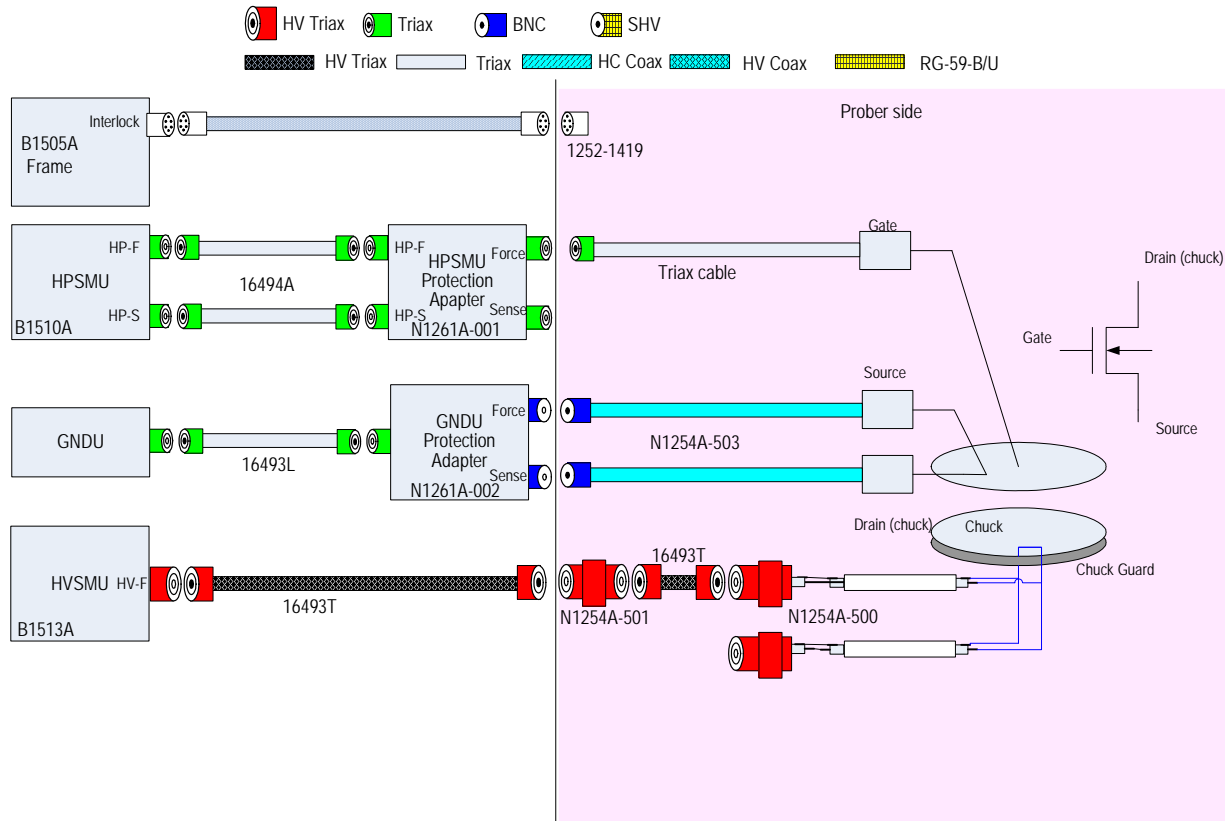 HV Triax
Triax
BNC
SHV
HV Triax
Triax
HC Coax
HV Coax
RG-59-B/U
Prober side
Interlock
B1505A
Frame
1252-1419
HP-F
HPSMU
HP-S
B1510A
16494A
HP-F
Force
HPSMU
Protection
Apapter
HP-S
Sense
N1261A-001
Triax cable
Gate
Drain (chuck)
Gate
Source
GNDU
16493L
Force
GNDU
Protection
Adapter
Sense
N1261A-002
Source
N1254A-503
HVSMU
HV-F
B1513A
16493T
N1254A-501
16493T
N1254A-500
Drain (chuck)
Chuck
Chuck Guard